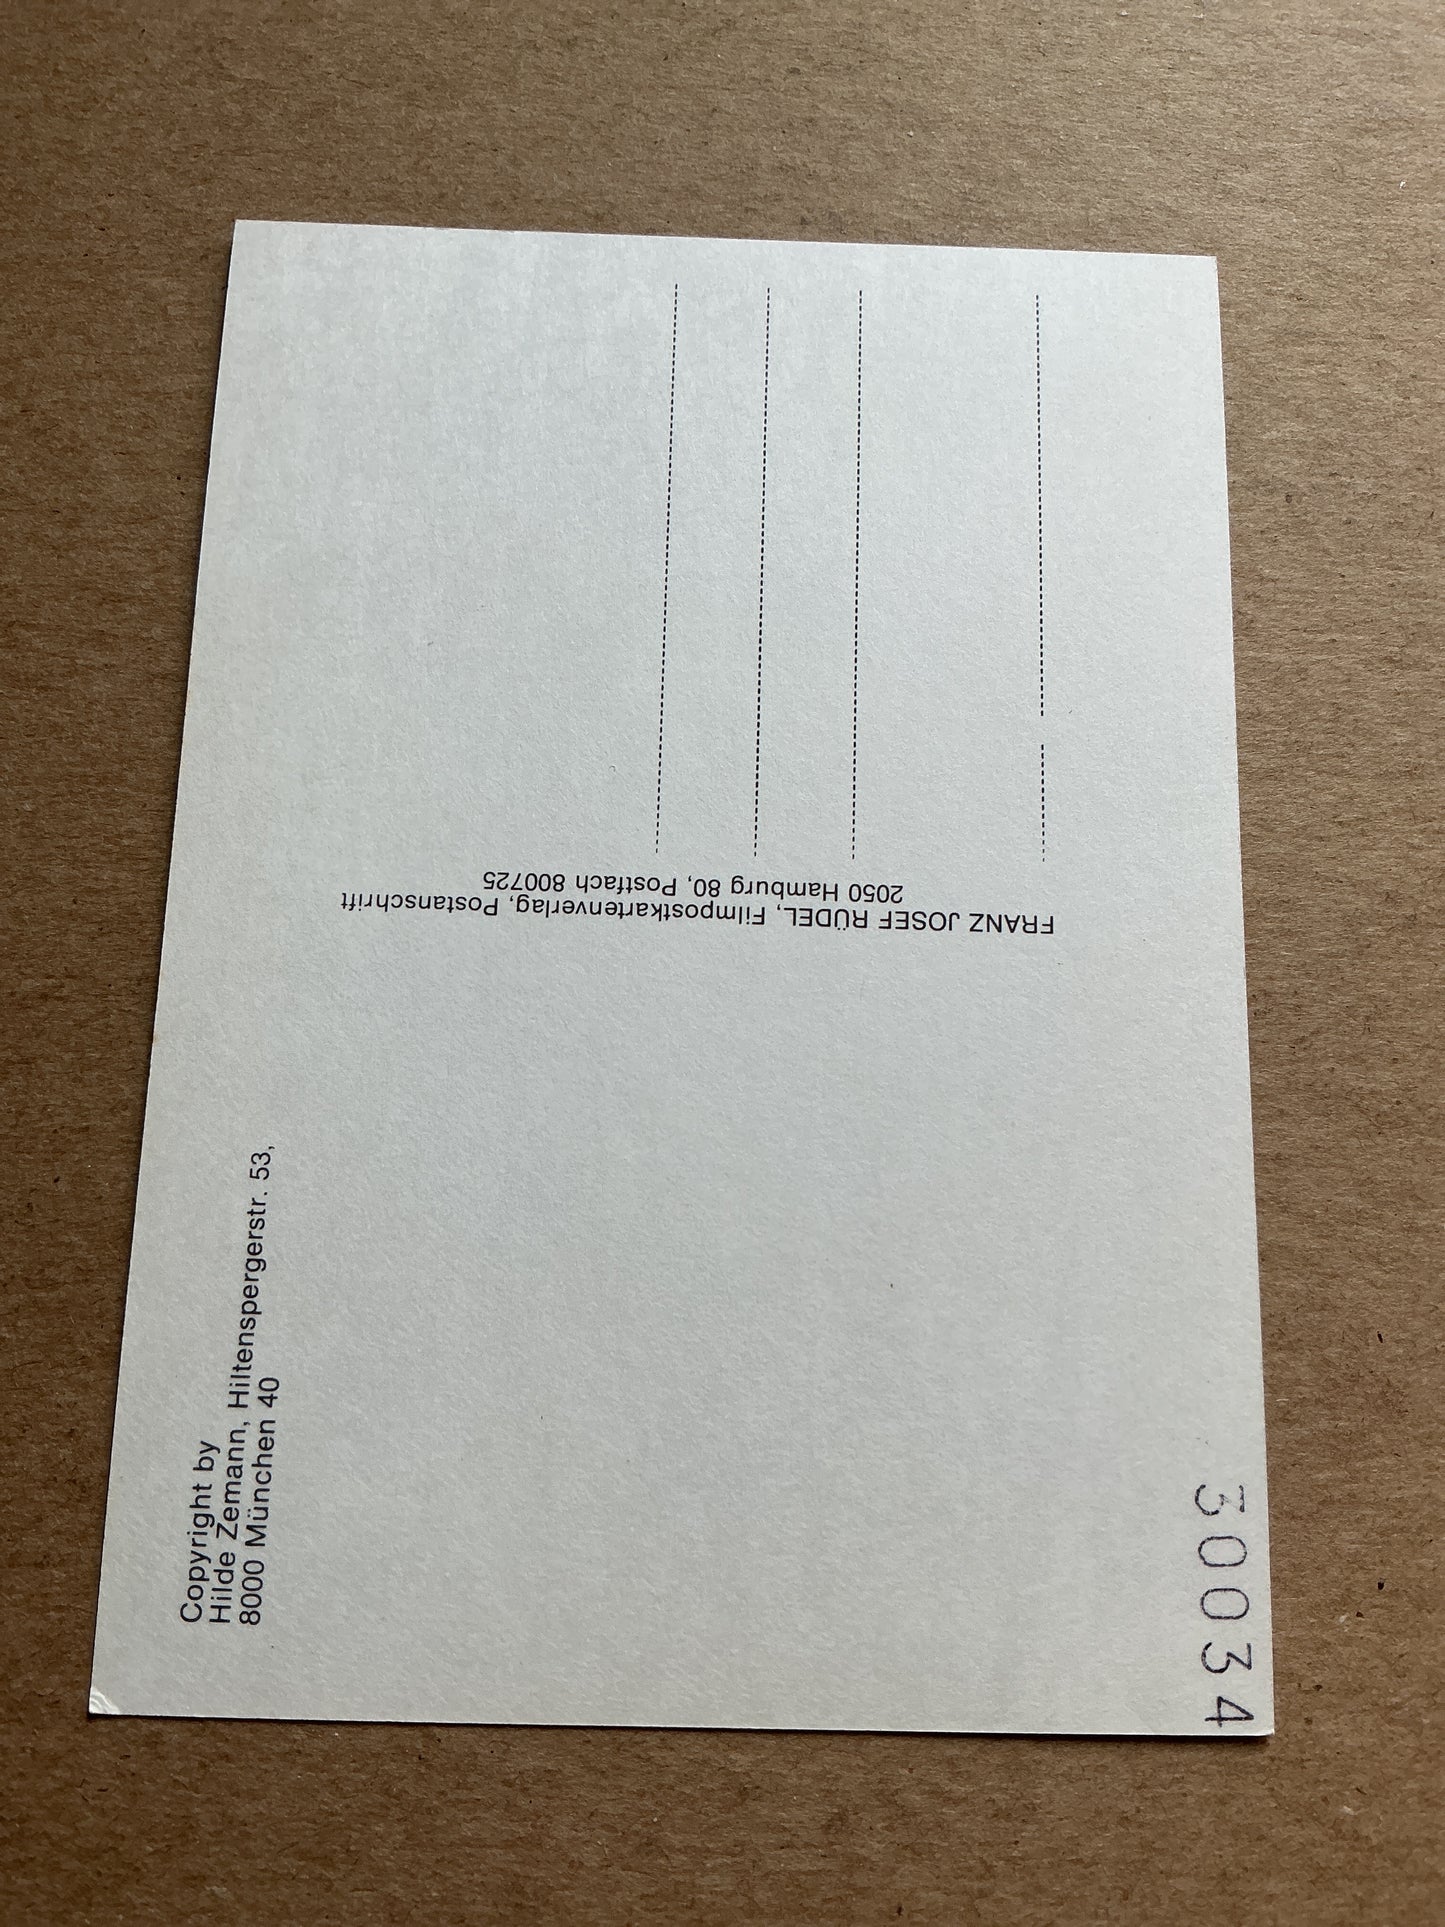 Copyright by
Hilde Zemann, Hiltenspergerstr. 53,
8000 München 40
FRANZ JOSEF RÜDEL, Filmpostkartenverlag, Postanschrift
2050 Hamburg 80, Postfach 800725
30034